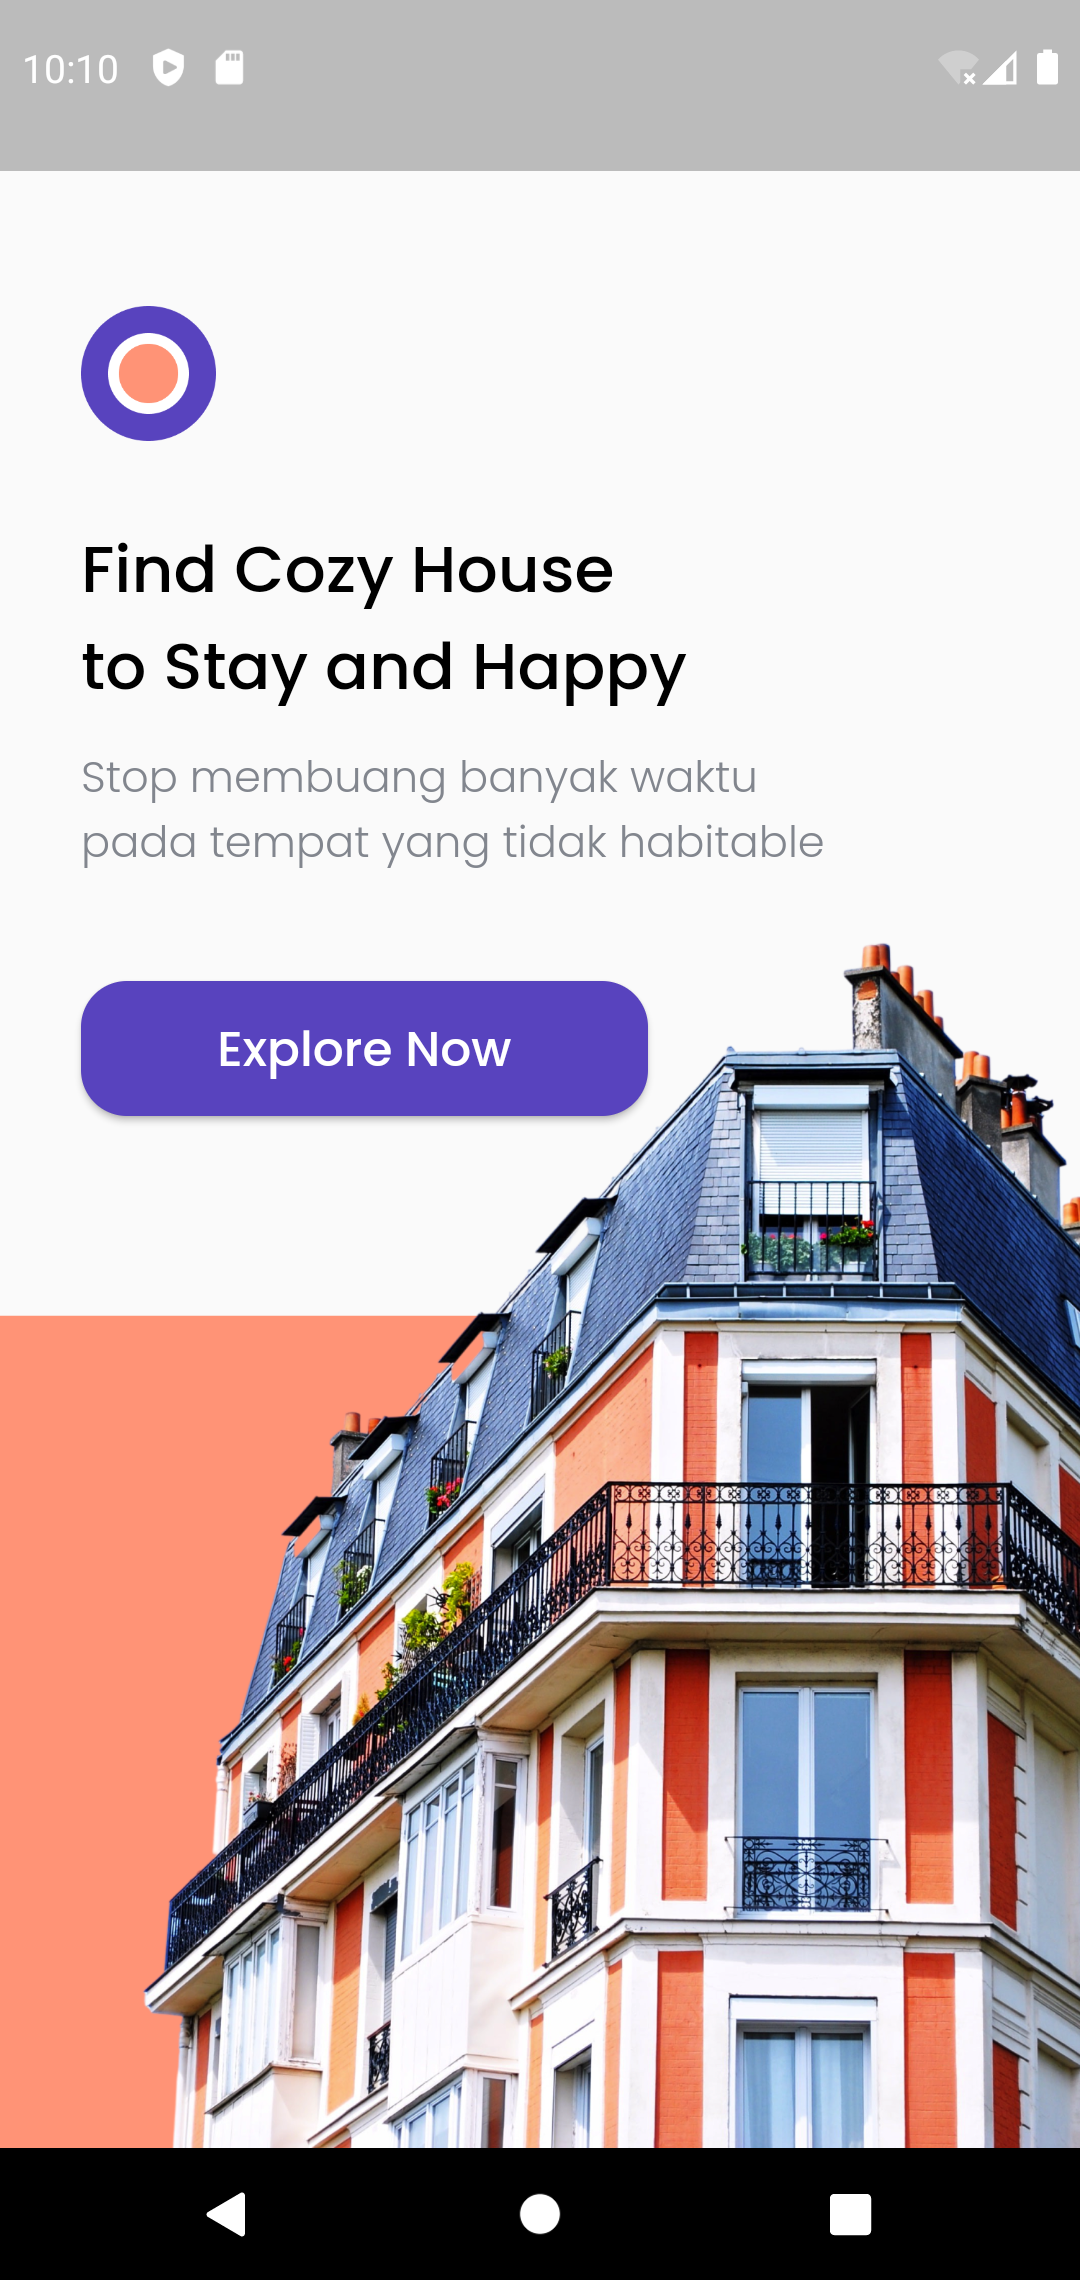 10:10
Find Cozy House
to Stay and Happy
Stop membuang banyak waktu
pada tempat yang tidak habitable
Explore Now